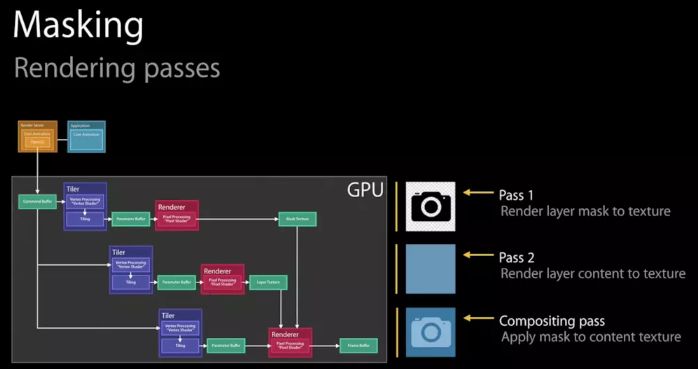 Masking
Rendering passes
Render Server
Application
Core Animation
Core Animation
GPU
Command Buffer
Tiler
Vertex Processing
"Vertex Shader"
Tiling
Parameter Buffer
Renderer
Pixel Processing
"Pixel Shader"
Mask Texture
Tiler
Vertex Processing
"Vertex Shader"
Tiling
Parameter Buffer
Renderer
Pixel Processing
"Pixel Shader"
Layer Texture
Tiler
Vertex Processing
"Vertex Shader"
Tiling
Parameter Buffer
Renderer
Pixel Processing
"Pixel Shader"
Frame Buffer
Pass 1
Render layer mask to texture
Pass 2
Render layer content to texture
Compositing pass
Apply mask to content texture